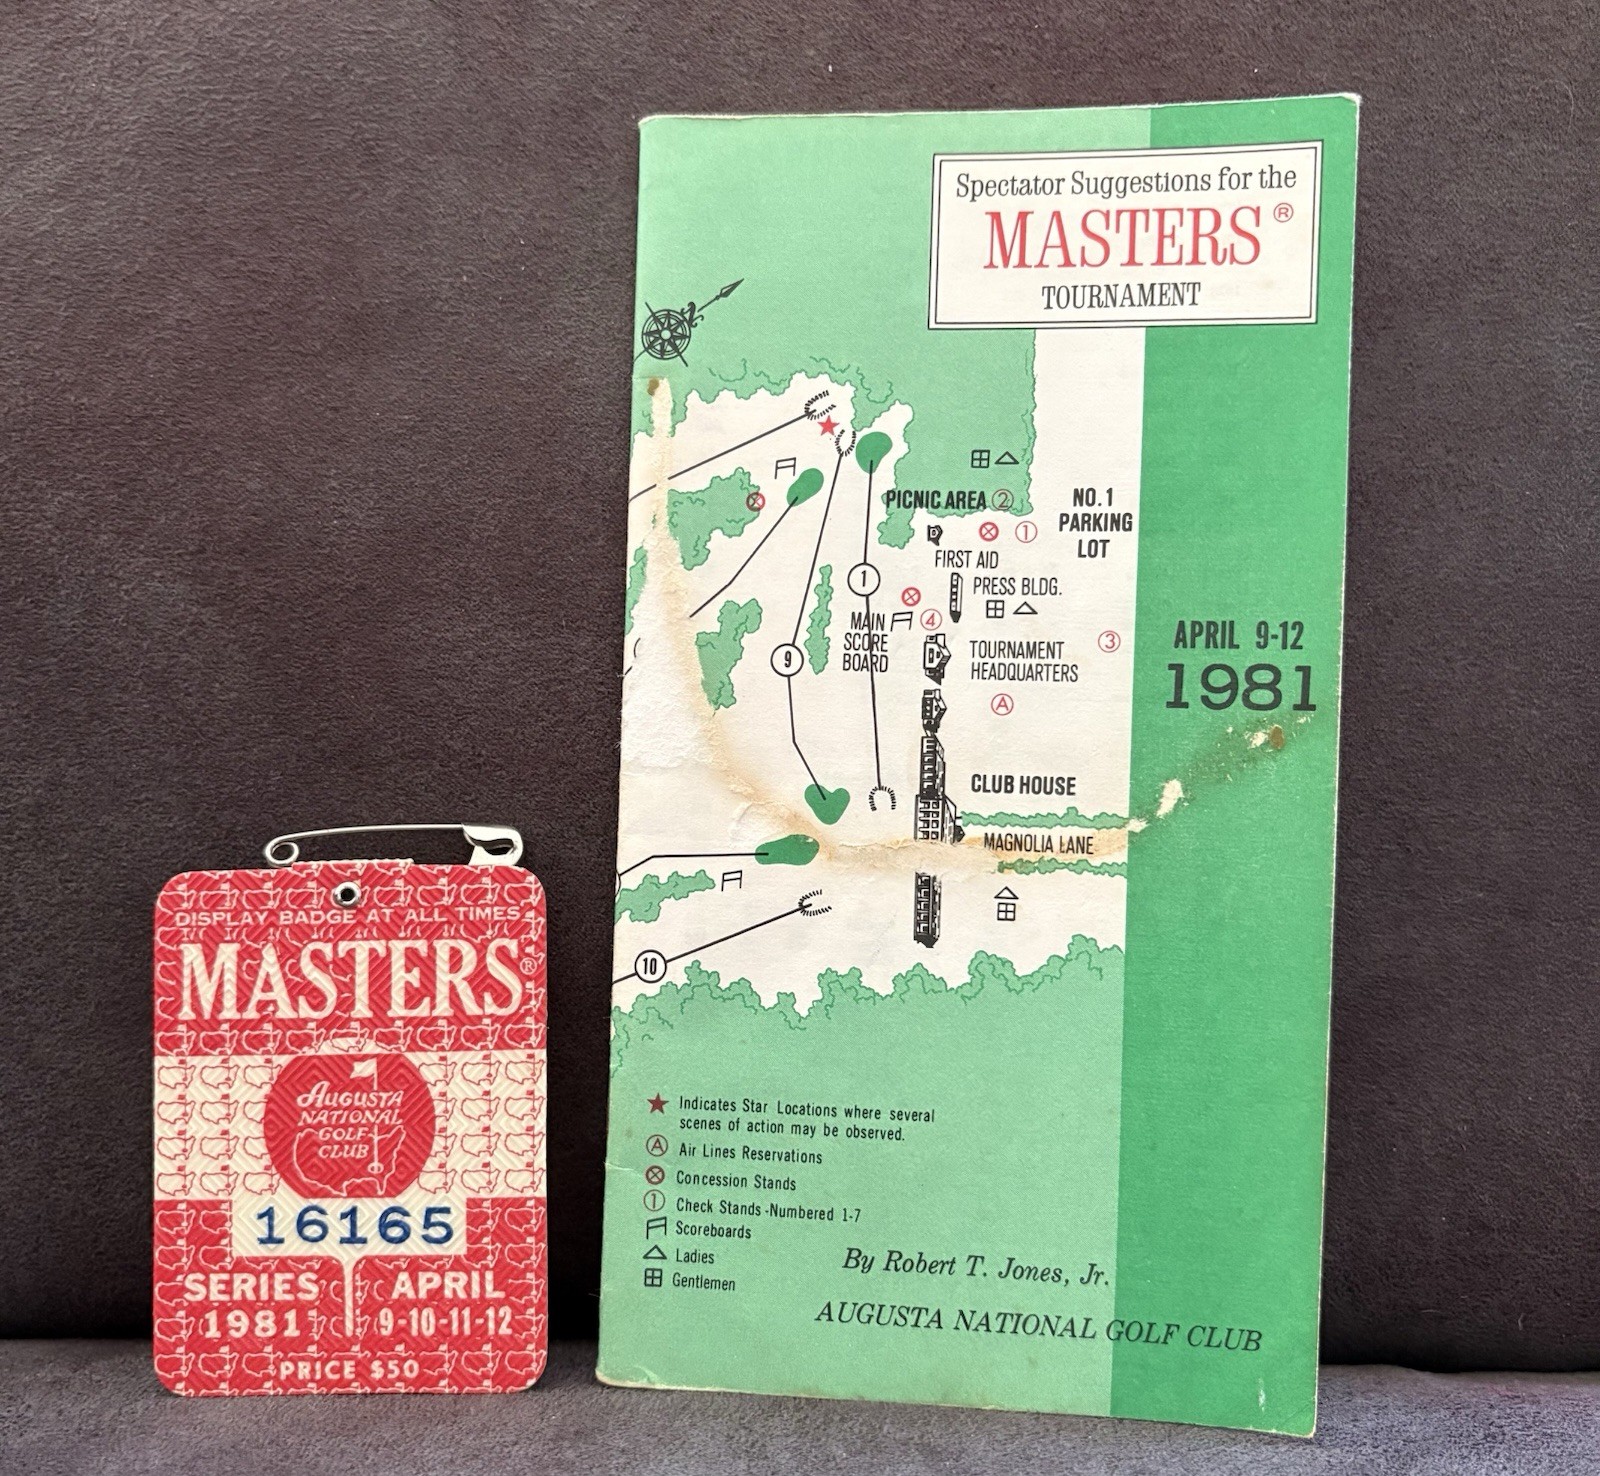 DISPLAY BADGE AT ALL TIMES
MASTERS®
AUGUSTA
NATIONAL
GOLF
CLUB
16165
SERIES
1981
APRIL
9-10-11-12
PRICE $50
Spectator Suggestions for the
MASTERS®
TOURNAMENT
PICNIC AREA 2
NO. 1
PARKING
LOT
1
FIRST AID
PRESS BLDG.
1
MAIN
SCORE
BOARD
4
TOURNAMENT
HEADQUARTERS
3
9
A
CLUB HOUSE
MAGNOLIA LANE
10
APRIL 9-12
1981
Indicates Star Locations where several
scenes of action may be observed.
A Air Lines Reservations
Concession Stands
1 Check Stands-Numbered 1-7
Scoreboards
Ladies
Gentlemen
By Robert T. Jones, Jr.
AUGUSTA NATIONAL GOLF CLUB